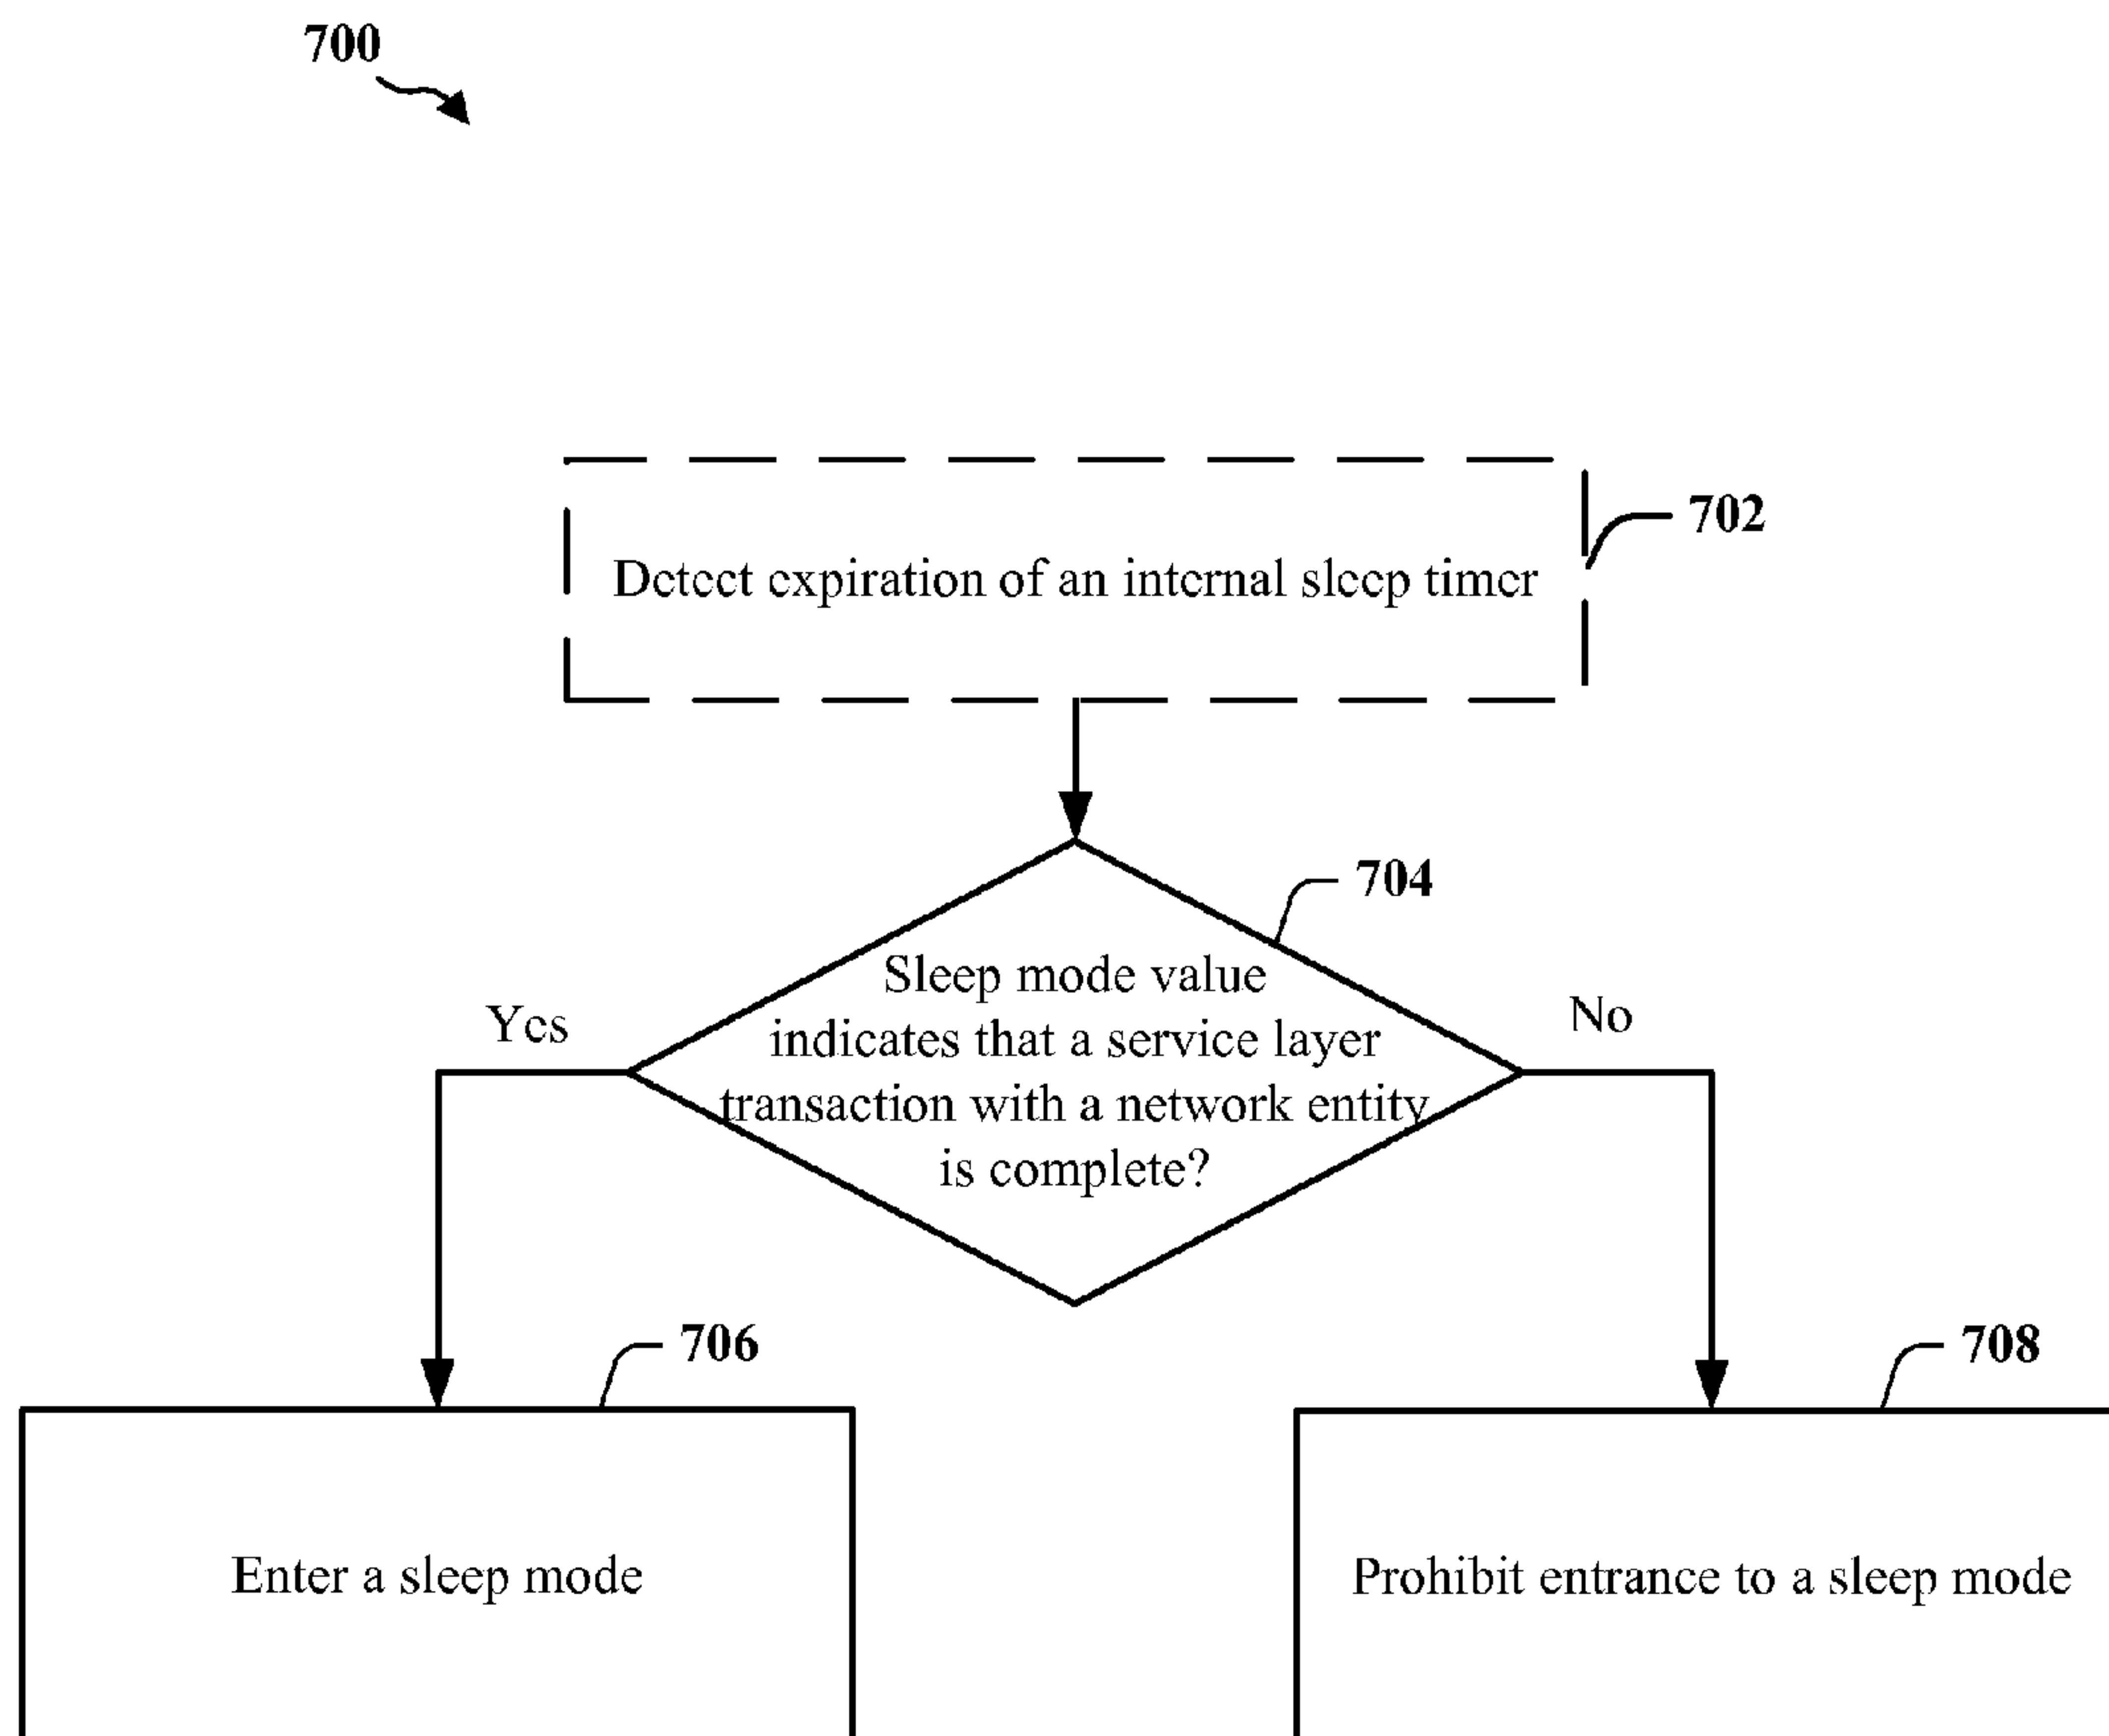 700
702
Detect expiration of an internal sleep timer
704
Sleep mode value
indicates that a service layer
transaction with a network entity
is complete?
Yes
No
706
708
Enter a sleep mode
Prohibit entrance to a sleep mode